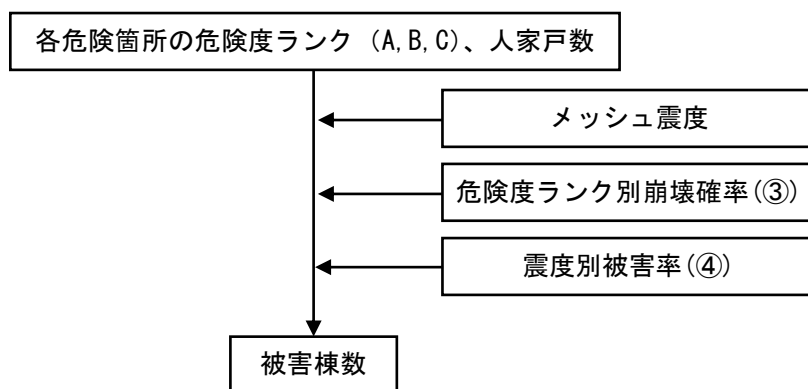 各危険箇所の危険度ランク (A,B,C)、人家戸数
メッシュ震度
危険度ランク別崩壊確率(③)
震度別被害率(④)
被害棟数